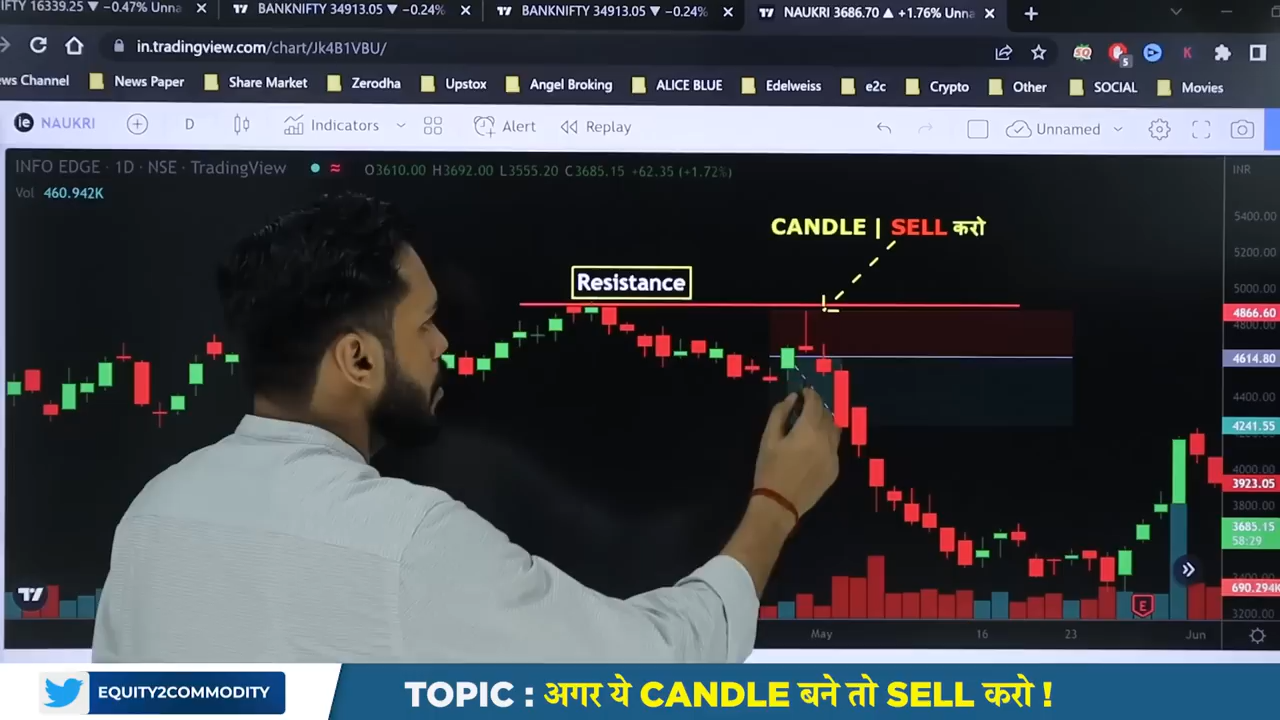 IFTY 16339.25 ▼ −0.47% Unna
BANKNIFTY 34913.05 ▼ −0.24%
BANKNIFTY 34913.05 ▼ −0.24%
NAUKRI 3686.70 ▲ +1.76% Unna
in.tradingview.com/chart/Jk4B1VBU/
ews Channel
News Paper
Share Market
Zerodha
Upstox
Angel Broking
ALICE BLUE
Edelweiss
e2c
Crypto
Other
SOCIAL
Movies
NAUKRI
D
Indicators
Alert
Replay
Unnamed
INFO EDGE · 1D · NSE · TradingView
O3610.00 H3692.00 L3555.20 C3685.15 +62.35 (+1.72%)
INR
Vol 460.942K
CANDLE | SELL करो
Resistance
5400.00
5200.00
5000.00
4866.60
4800.00
4614.80
4400.00
4241.55
4000.00
3923.05
3800.00
3685.15
58:29
690.294K
3200.00
E
May
16
23
Jun
EQUITY2COMMODITY
TOPIC : अगर ये CANDLE बने तो SELL करो !